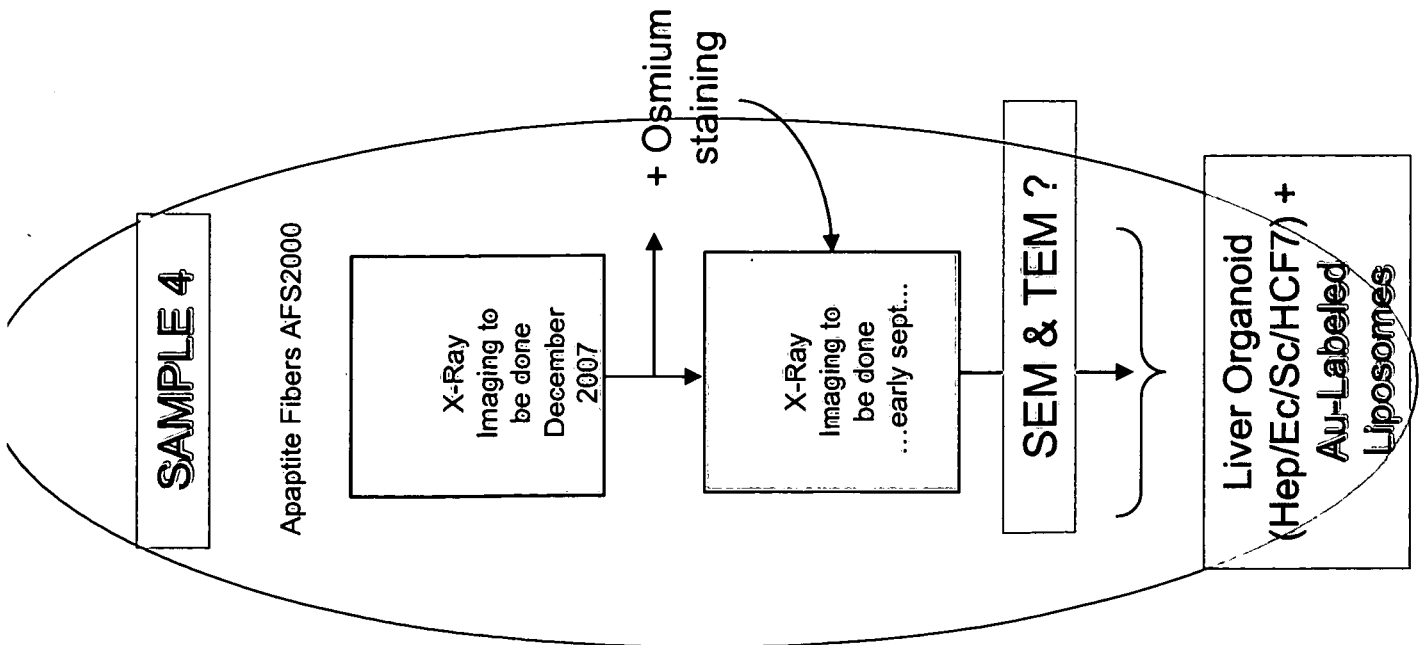 SAMPLE 4
Apaptite Fibers AFS2000
X-Ray
Imaging to
be done
December
2007
+ Osmium
staining
X-Ray
Imaging to
be done
...early sept...
SEM & TEM ?
Liver Organoid
(Hep/Ec/Sc/HCF7) +
Au-Labeled
Liposomes